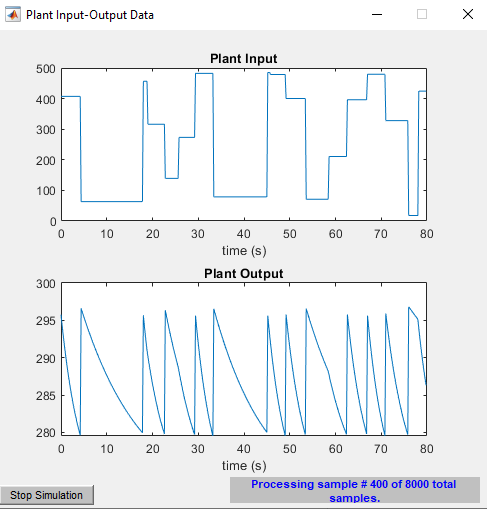 Plant Input-Output Data
Plant Input
500
400
300
200
100
0
0 10 20 30 40 50 60 70 80
time (s)
Plant Output
300
295
290
285
280
0 10 20 30 40 50 60 70 80
time (s)
Stop Simulation
Processing sample # 400 of 8000 total
samples.